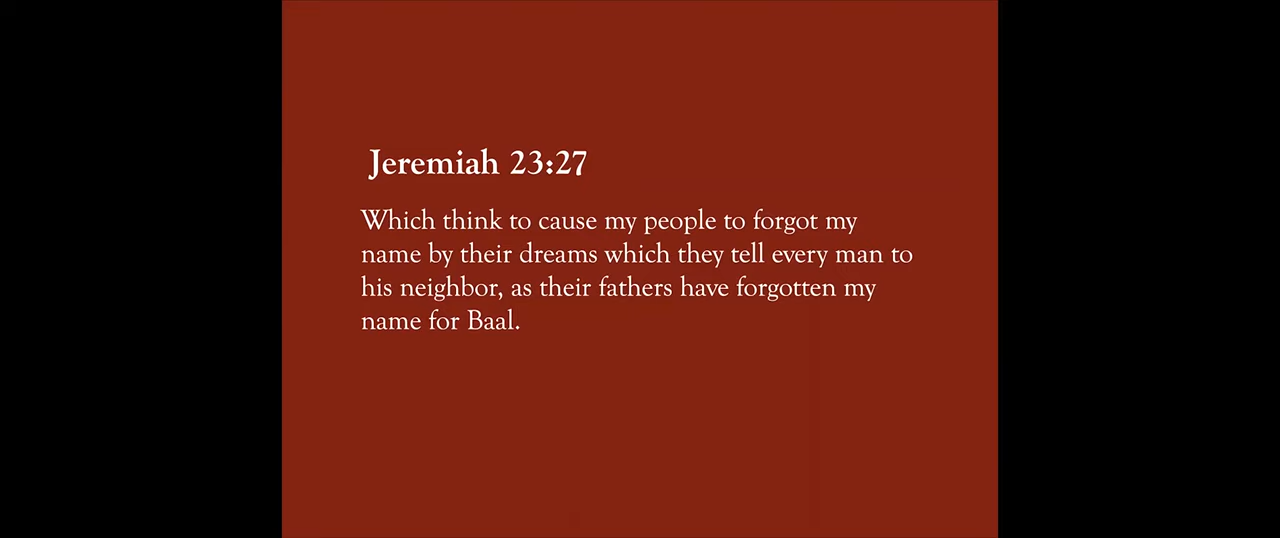 Jeremiah 23:27
Which think to cause my people to forgot my
name by their dreams which they tell every man to
his neighbor, as their fathers have forgotten my
name for Baal.